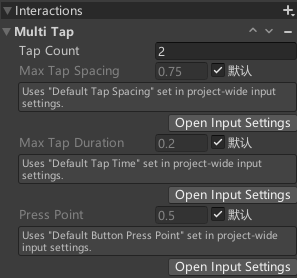 Interactions
Multi Tap
Tap Count 2
Max Tap Spacing 0.75 默认
Uses "Default Tap Spacing" set in project-wide input
settings.
Open Input Settings
Max Tap Duration 0.2 默认
Uses "Default Tap Time" set in project-wide input
settings.
Open Input Settings
Press Point 0.5 默认
Uses "Default Button Press Point" set in project-wide
input settings.
Open Input Settings